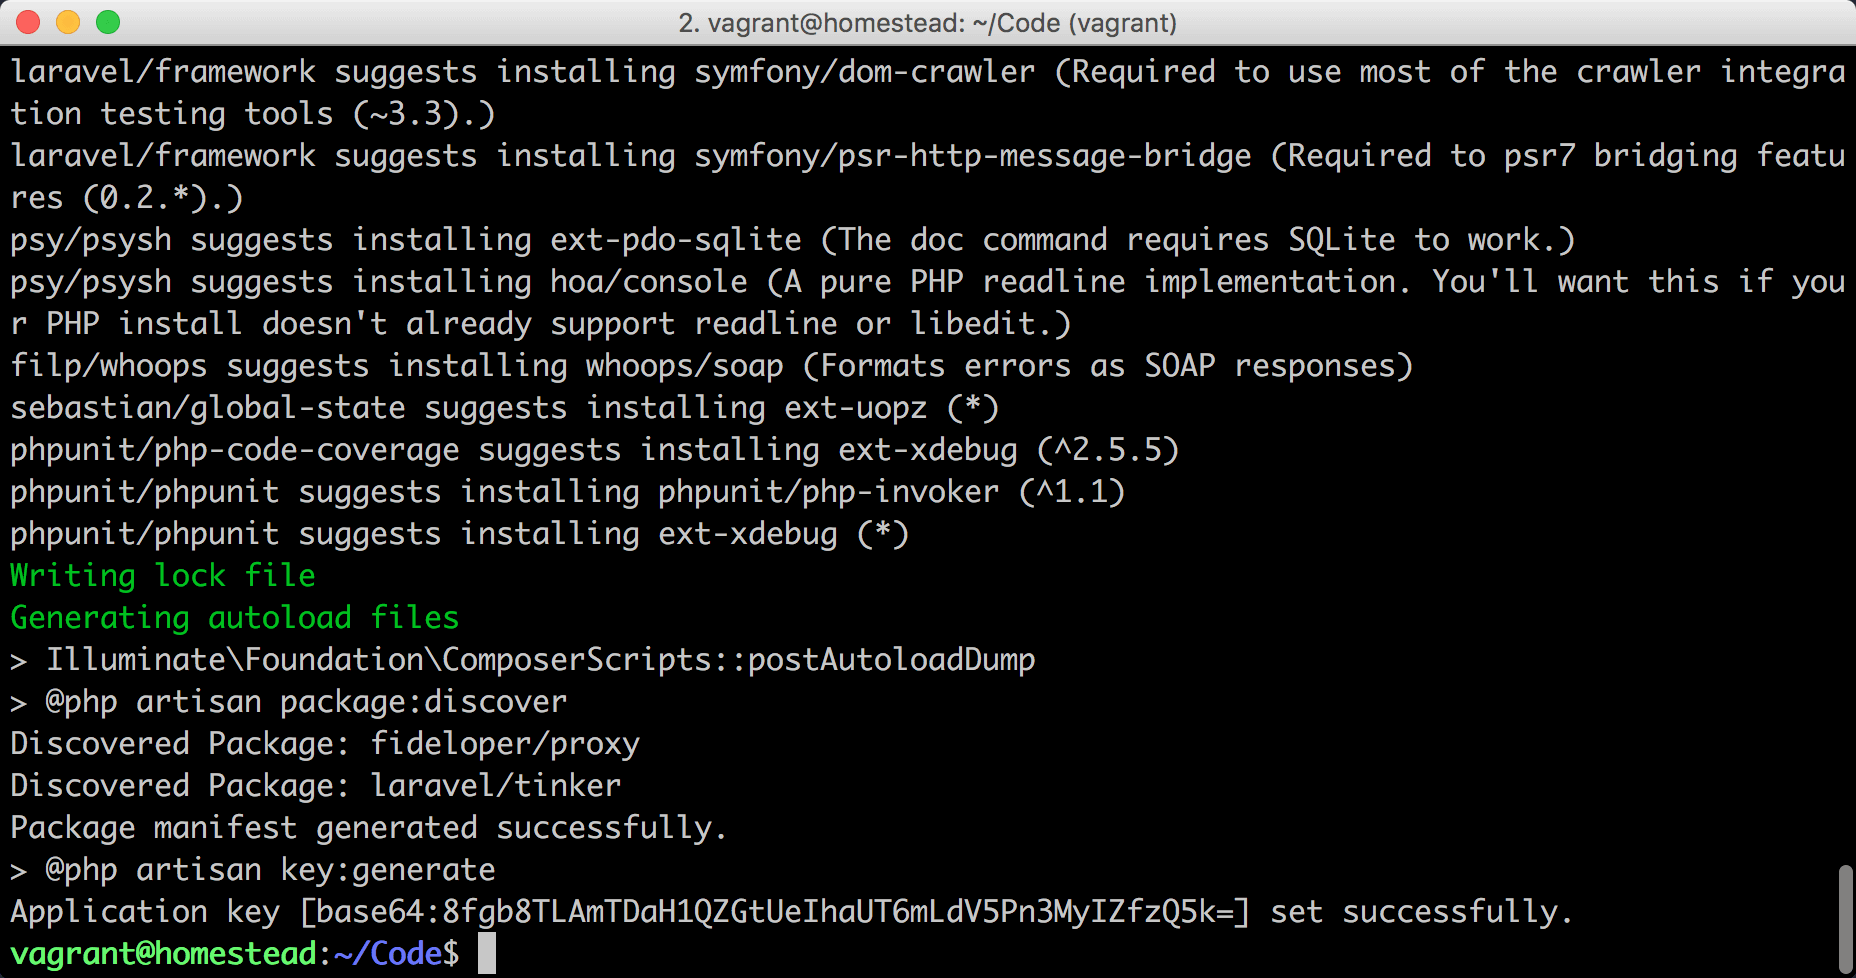 2. vagrant@homestead: ~/Code (vagrant)
laravel/framework suggests installing symfony/dom-crawler (Required to use most of the crawler integra
tion testing tools (~3.3).)
laravel/framework suggests installing symfony/psr-http-message-bridge (Required to psr7 bridging featu
res (0.2.*).)
psy/psysh suggests installing ext-pdo-sqlite (The doc command requires SQLite to work.)
psy/psysh suggests installing hoa/console (A pure PHP readline implementation. You'll want this if you
r PHP install doesn't already support readline or libedit.)
filp/whoops suggests installing whoops/soap (Formats errors as SOAP responses)
sebastian/global-state suggests installing ext-uopz (*)
phpunit/php-code-coverage suggests installing ext-xdebug (^2.5.5)
phpunit/phpunit suggests installing phpunit/php-invoker (^1.1)
phpunit/phpunit suggests installing ext-xdebug (*)
Writing lock file
Generating autoload files
> Illuminate\Foundation\ComposerScripts::postAutoloadDump
> @php artisan package:discover
Discovered Package: fideloper/proxy
Discovered Package: laravel/tinker
Package manifest generated successfully.
> @php artisan key:generate
Application key [base64:8fgb8TLAmTDaH1QZGtUeIhaUT6mLdV5Pn3MyIZfzQ5k=] set successfully.
vagrant@homestead:~/Code$